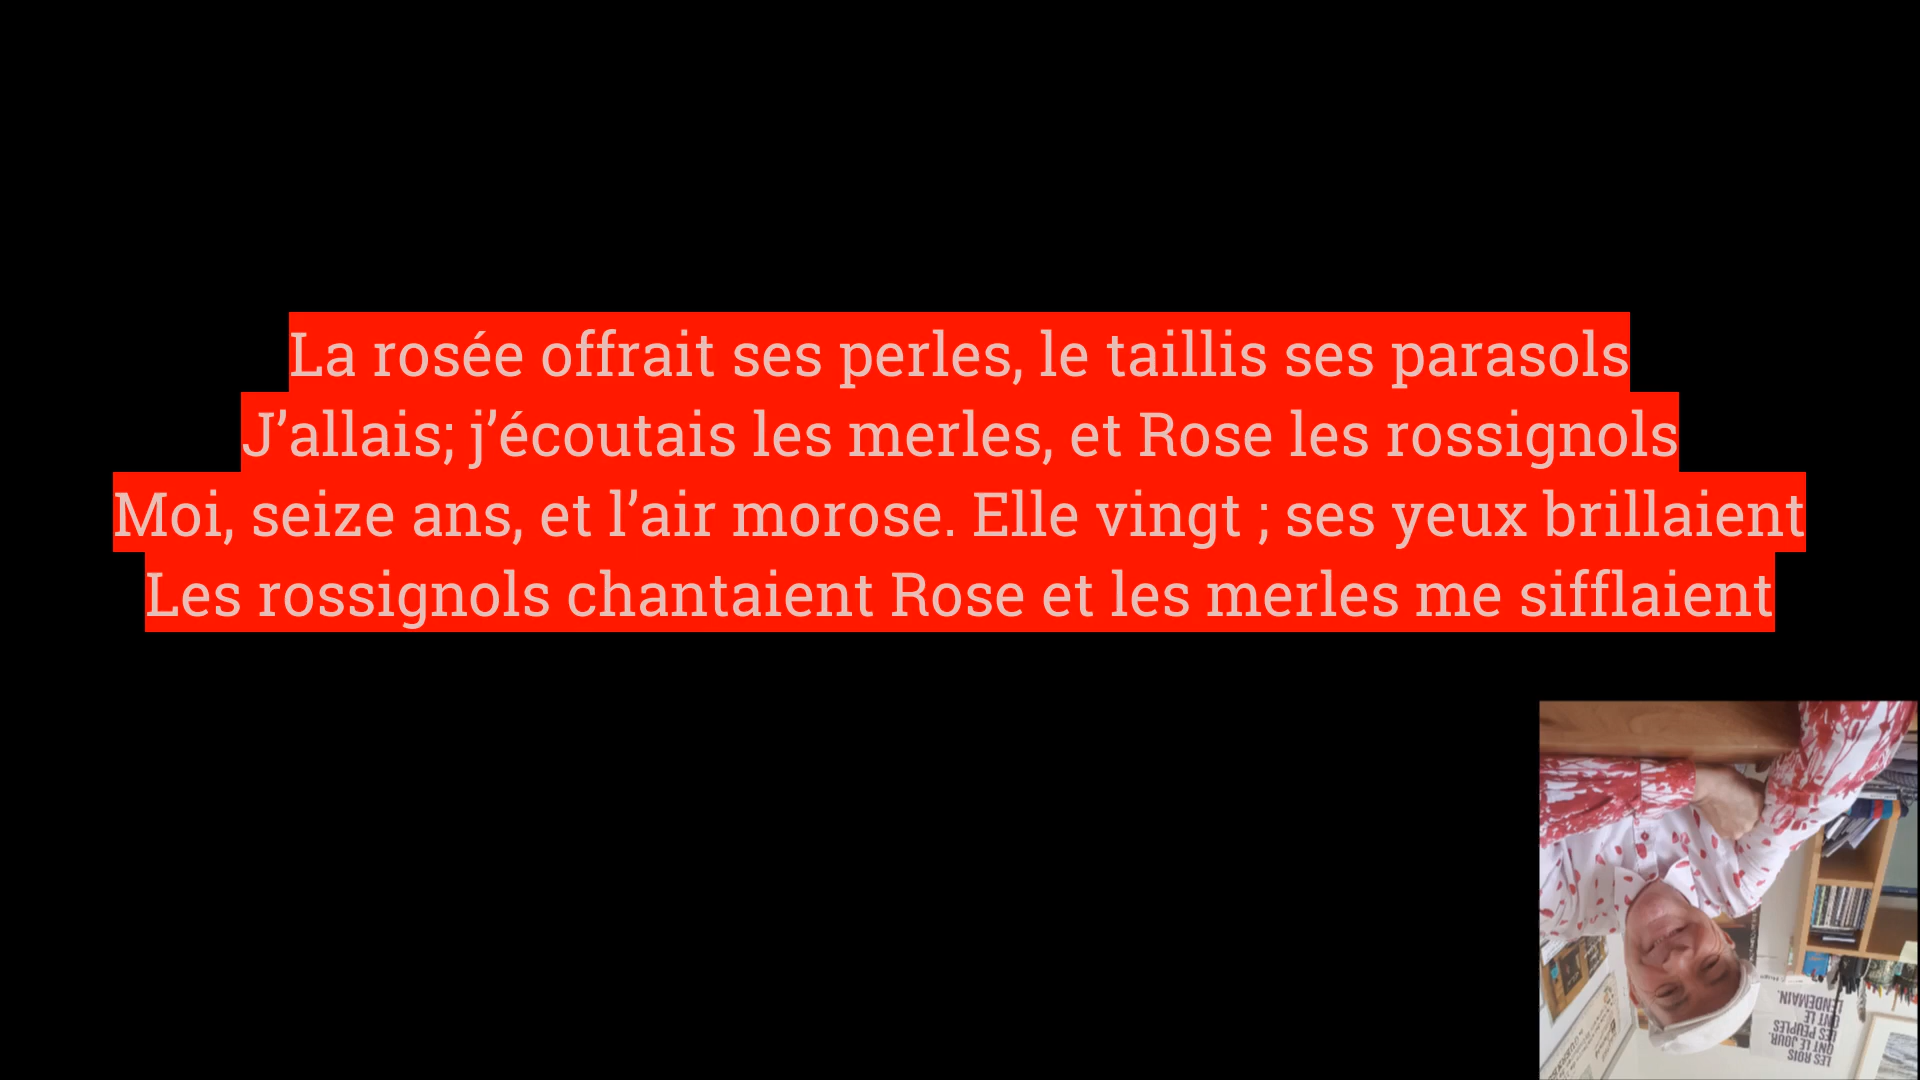 La rosée offrait ses perles, le taillis ses parasols
J’allais; j’écoutais les merles, et Rose les rossignols
Moi, seize ans, et l’air morose. Elle vingt ; ses yeux brillaient
Les rossignols chantaient Rose et les merles me sifflaient
LES ROIS
ONT LE JOUR.
LES PEUPLES
ONT LE
LENDEMAIN.